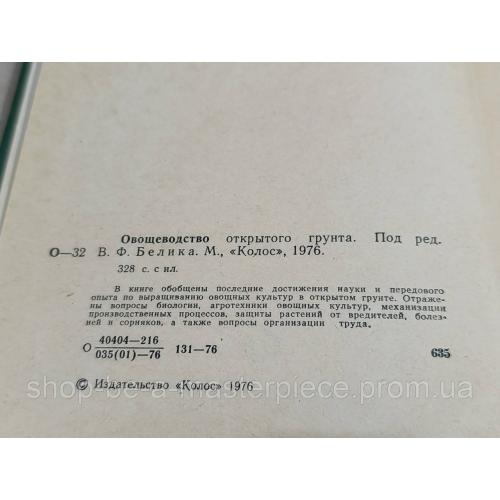 Овощеводство открытого грунта. Под ред.
О—32 В. Ф. Белика. М., «Колос», 1976.
328 с. с ил.
В книге обобщены последние достижения науки и передового
опыта по выращиванию овощных культур в открытом грунте. Отраже-
ны вопросы биологии, агротехники овощных культур, механизации
производственных процессов, защиты растений от вредителей, болез-
ней и сорняков, а также вопросы организации труда.
О 40404—216
035(01)—76 131—76
635
© Издательство «Колос» 1976
shop-be-a-masterpiece.prom.ua